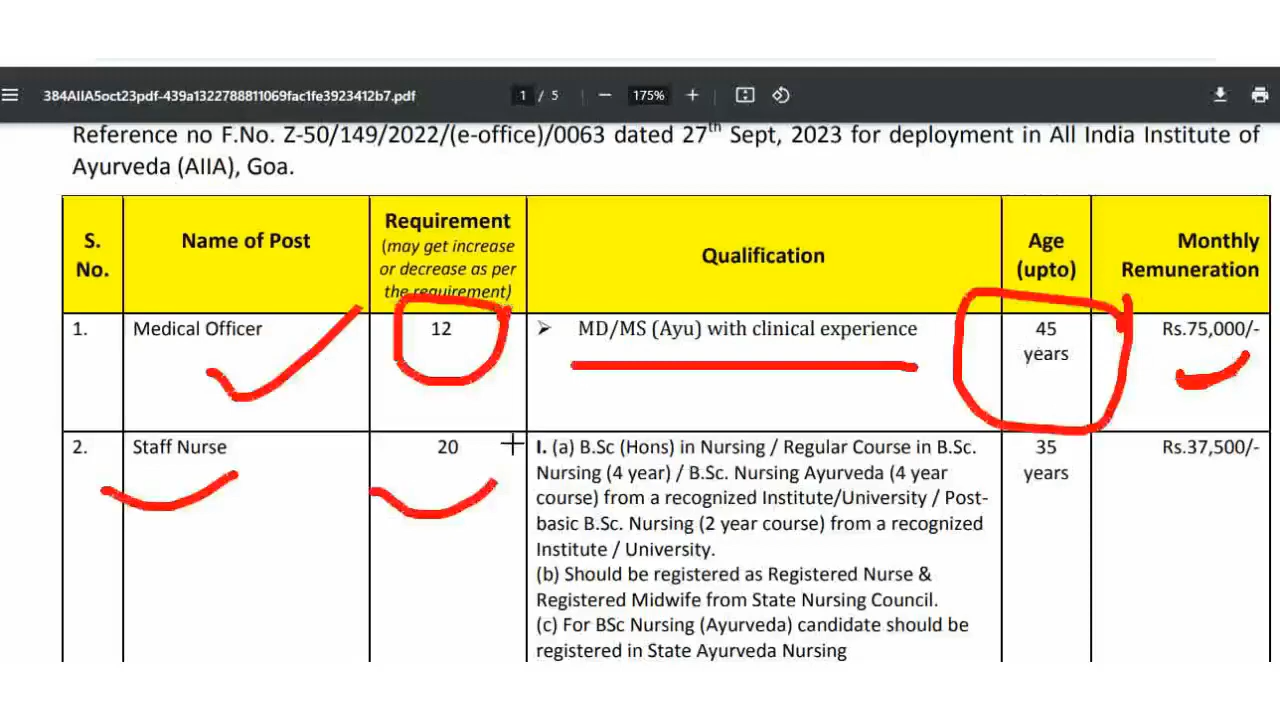 384AIIA5oct23pdf-439a1322788811069fac1fe3923412b7.pdf
1 / 5
175%
Reference no F.No. Z-50/149/2022/(e-office)/0063 dated 27th Sept, 2023 for deployment in All India Institute of
Ayurveda (AIIA), Goa.
S. No.
Name of Post
Requirement
(may get increase
or decrease as per
the requirement)
Qualification
Age
(upto)
Monthly
Remuneration
1.
Medical Officer
12
➢ MD/MS (Ayu) with clinical experience
45
years
Rs.75,000/-
2.
Staff Nurse
20
I. (a) B.Sc (Hons) in Nursing / Regular Course in B.Sc.
Nursing (4 year) / B.Sc. Nursing Ayurveda (4 year
course) from a recognized Institute/University / Post-
basic B.Sc. Nursing (2 year course) from a recognized
Institute / University.
(b) Should be registered as Registered Nurse &
Registered Midwife from State Nursing Council.
(c) For BSc Nursing (Ayurveda) candidate should be
registered in State Ayurveda Nursing
35
years
Rs.37,500/-